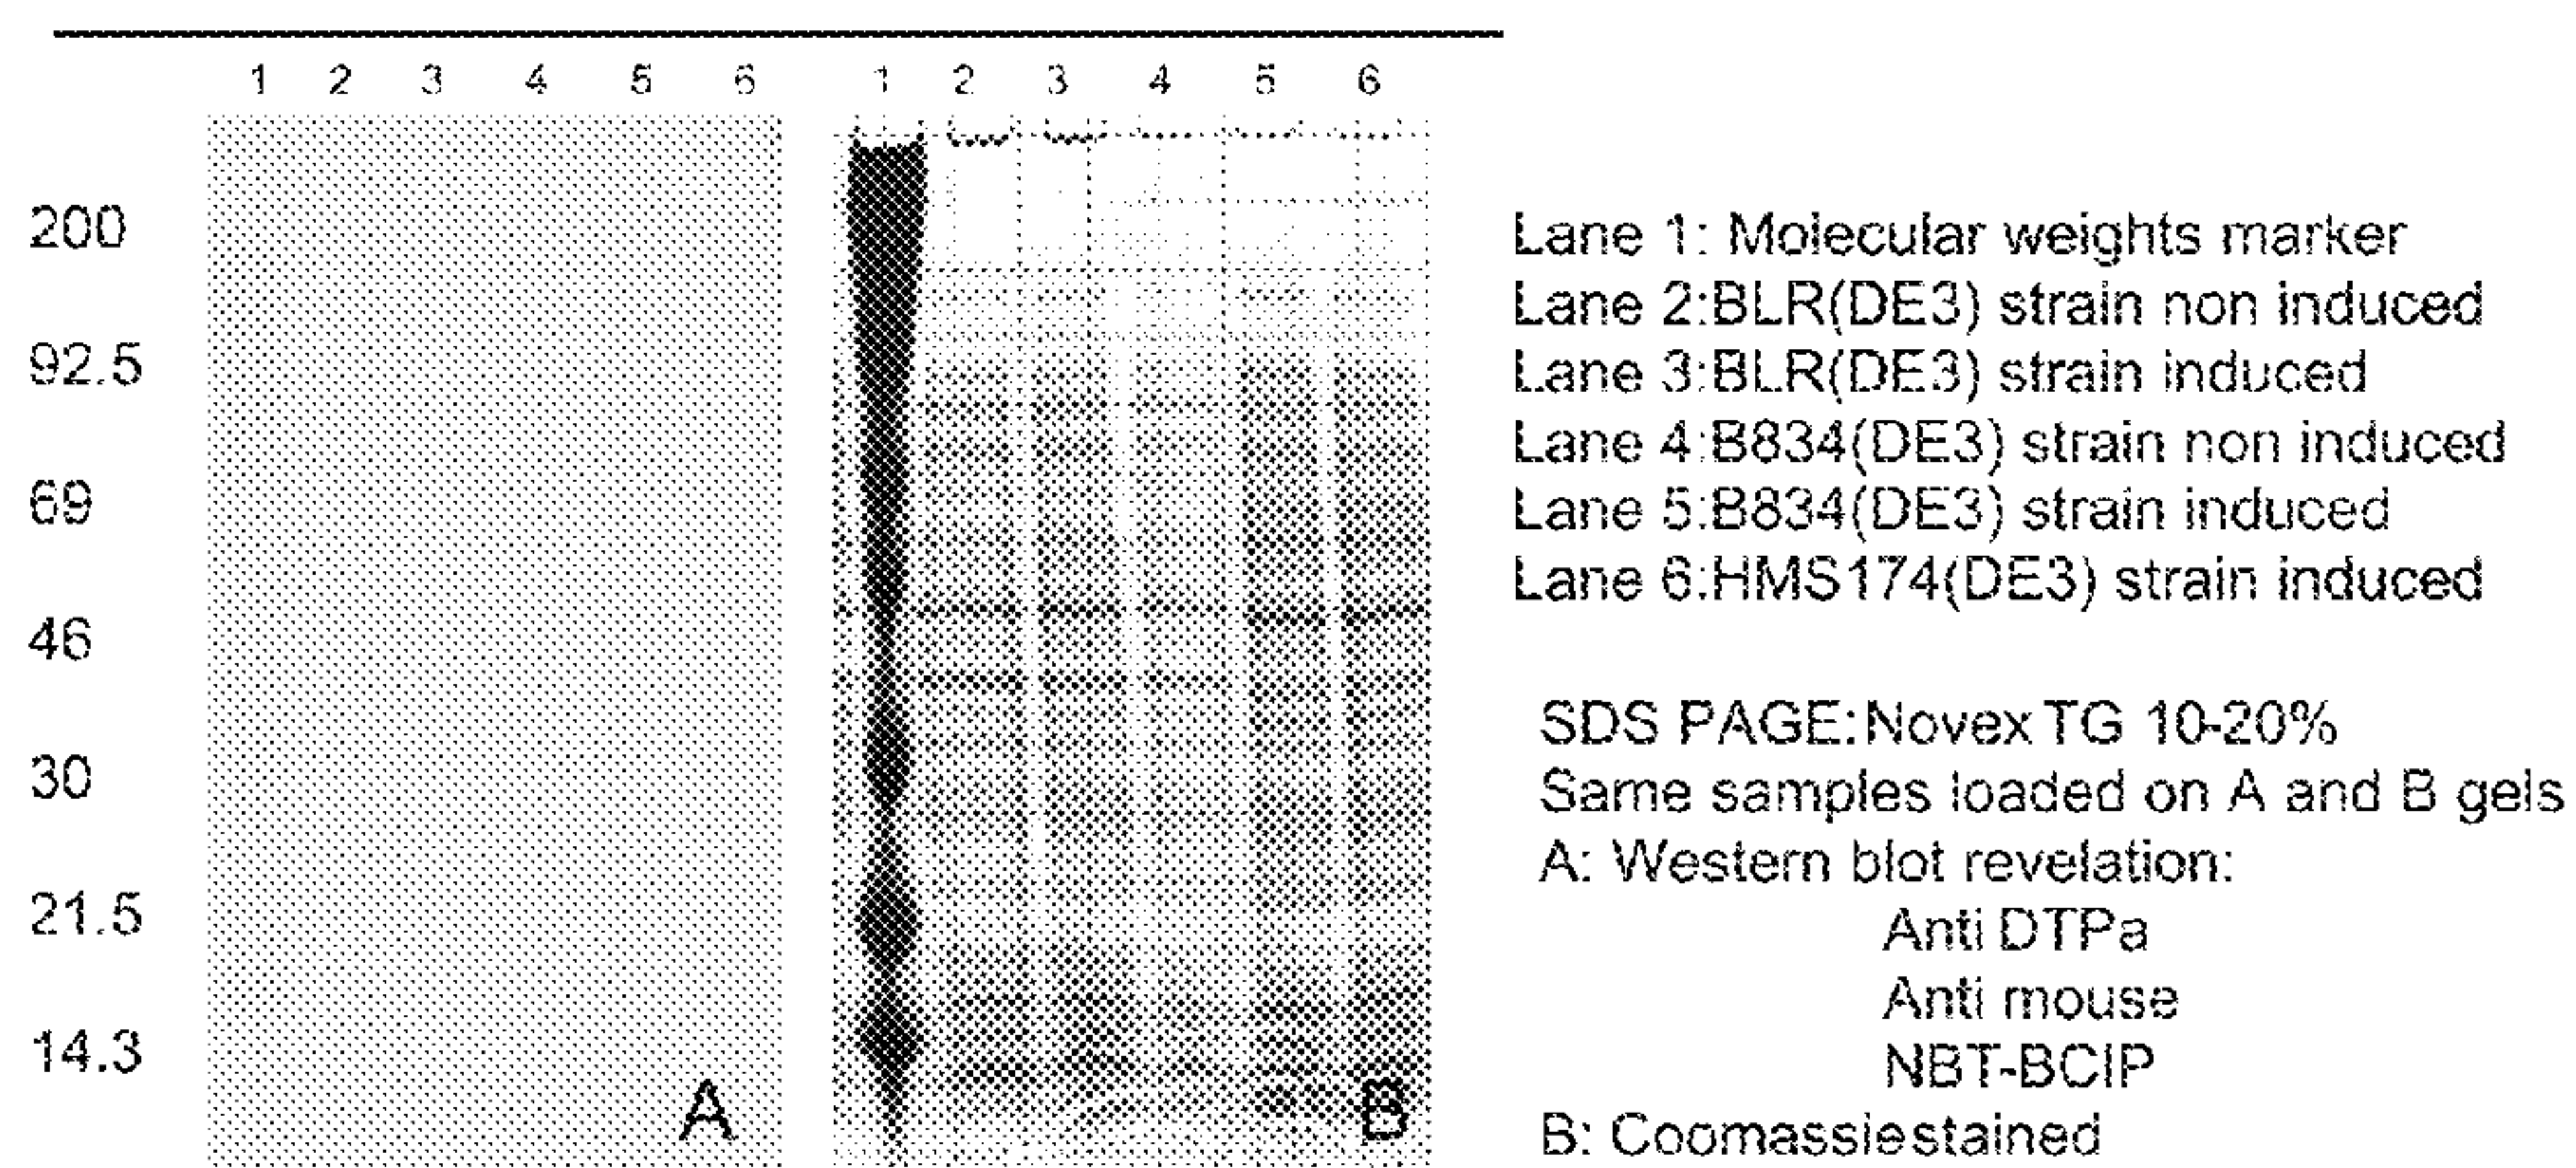 1 2 3 4 5 6
1 2 3 4 5 6
200
92.5
69
46
30
21.5
14.3
A
B
Lane 1: Molecular weights marker
Lane 2:BLR(DE3) strain non induced
Lane 3:BLR(DE3) strain induced
Lane 4:B834(DE3) strain non induced
Lane 5:B834(DE3) strain induced
Lane 6:HMS174(DE3) strain induced
SDS PAGE:Novex TG 10-20%
Same samples loaded on A and B gels
A: Western blot revelation:
Anti DTPa
Anti mouse
NBT-BCIP
B: Coomassiestained